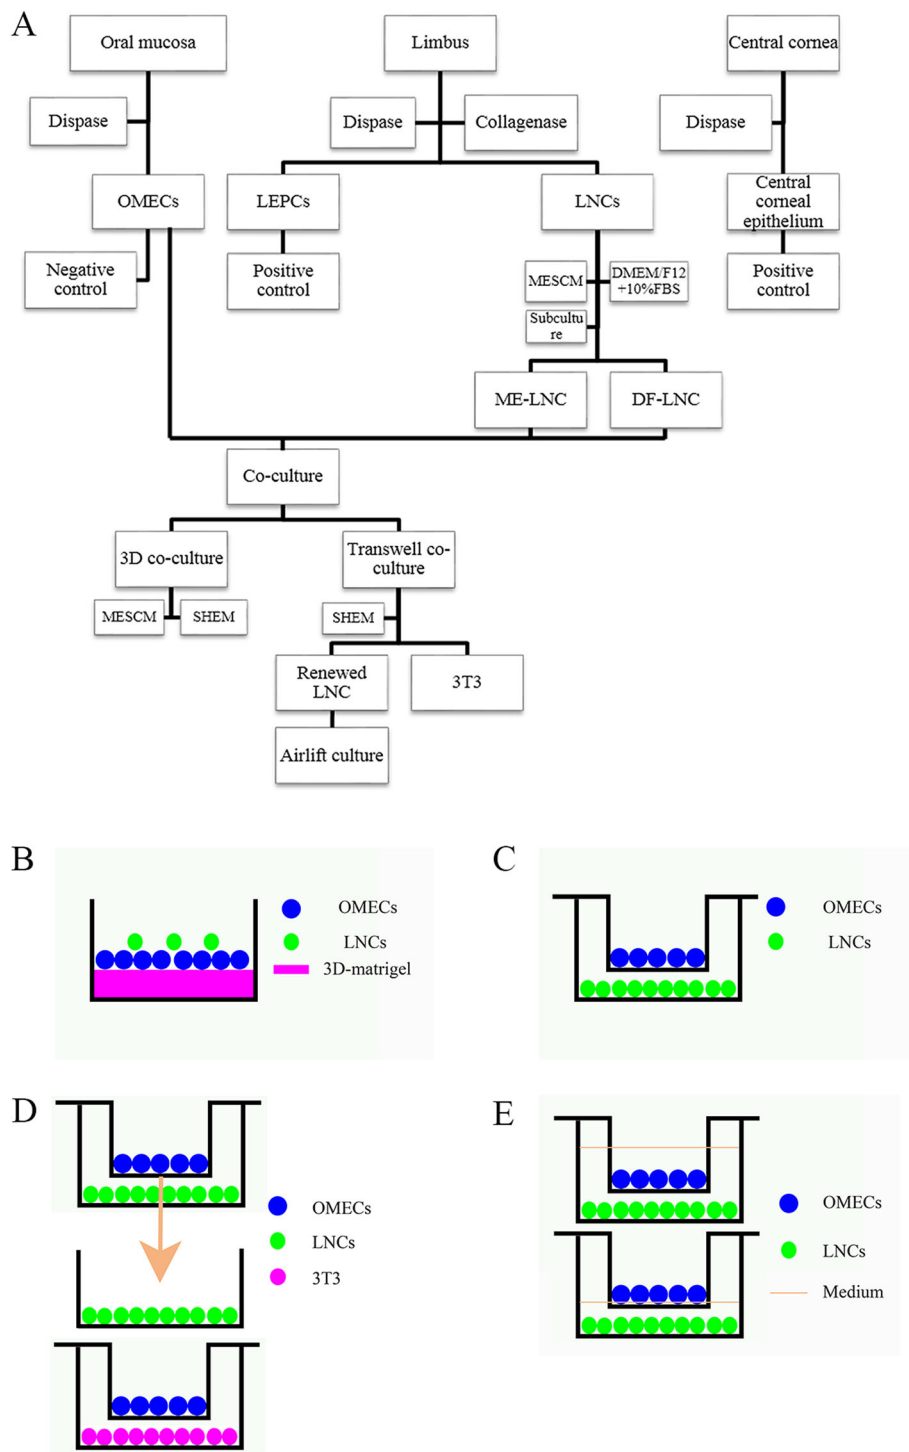 A
Oral mucosa
Limbus
Central cornea
Dispase
Dispase
Collagenase
Dispase
OMECs
LEPCs
LNCs
Central
corneal
epithelium
Negative
control
Positive
control
MESCM
DMEM/F12
+10%FBS
Positive
control
Subcultu
re
ME-LNC
DF-LNC
Co-culture
3D co-culture
Transwell co-
culture
MESCM
SHEM
SHEM
Renewed
LNC
3T3
Airlift culture
B
OMECs
LNCs
3D-matrigel
C
OMECs
LNCs
D
OMECs
LNCs
3T3
E
OMECs
LNCs
Medium